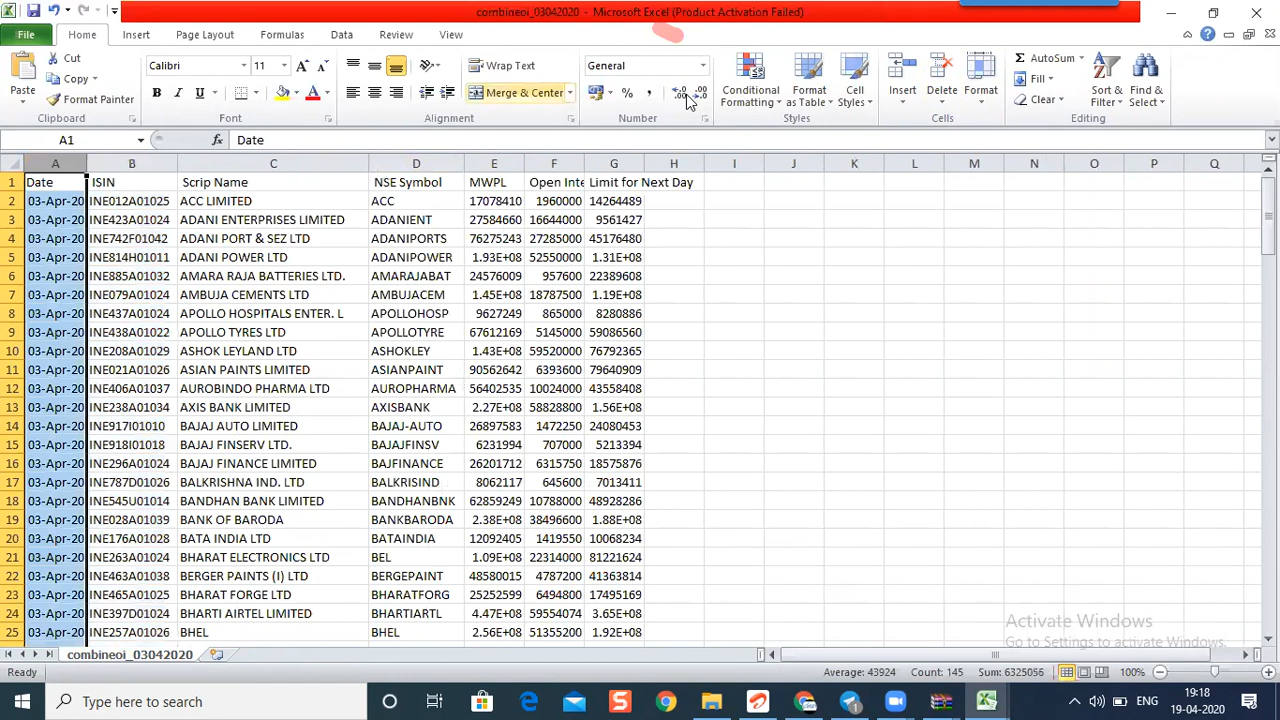 combineoi_03042020 - Microsoft Excel (Product Activation Failed)
File Home Insert Page Layout Formulas Data Review View
Cut
Copy
Format Painter
Paste
Clipboard
Calibri 11
B I U
Font
Wrap Text
Merge & Center
Alignment
General
%
Number
Conditional Formatting
Format as Table
Cell Styles
Styles
Insert Delete Format
Cells
AutoSum
Fill
Clear
Sort & Filter
Find & Select
Editing
A1 fx Date
A B C D E F G H I J K L M N O P Q
1 Date ISIN Scrip Name NSE Symbol MWPL Open Inte Limit for Next Day
2 03-Apr-20 INE012A01025 ACC LIMITED ACC 17078410 1960000 14264489
3 03-Apr-20 INE423A01024 ADANI ENTERPRISES LIMITED ADANIENT 27584660 16644000 9561427
4 03-Apr-20 INE742F01042 ADANI PORT & SEZ LTD ADANIPORTS 76275243 27285000 45176480
5 03-Apr-20 INE814H01011 ADANI POWER LTD ADANIPOWER 1.93E+08 52550000 1.31E+08
6 03-Apr-20 INE885A01032 AMARA RAJA BATTERIES LTD. AMARAJABAT 24576009 957600 22389608
7 03-Apr-20 INE079A01024 AMBUJA CEMENTS LTD AMBUJACEM 1.45E+08 18787500 1.19E+08
8 03-Apr-20 INE437A01024 APOLLO HOSPITALS ENTER. L APOLLOHOSP 9627249 865000 8280886
9 03-Apr-20 INE438A01022 APOLLO TYRES LTD APOLLOTYRE 67612169 5145000 59086560
10 03-Apr-20 INE208A01029 ASHOK LEYLAND LTD ASHOKLEY 1.43E+08 59520000 76792365
11 03-Apr-20 INE021A01026 ASIAN PAINTS LIMITED ASIANPAINT 90562642 6393600 79640909
12 03-Apr-20 INE406A01037 AUROBINDO PHARMA LTD AUROPHARMA 56402535 10024000 43558408
13 03-Apr-20 INE238A01034 AXIS BANK LIMITED AXISBANK 2.27E+08 58828800 1.56E+08
14 03-Apr-20 INE917I01010 BAJAJ AUTO LIMITED BAJAJ-AUTO 26897583 1472250 24080453
15 03-Apr-20 INE918I01018 BAJAJ FINSERV LTD. BAJAJFINSV 6231994 707000 5213394
16 03-Apr-20 INE296A01024 BAJAJ FINANCE LIMITED BAJFINANCE 26201712 6315750 18575876
17 03-Apr-20 INE787D01026 BALKRISHNA IND. LTD BALKRISIND 8062117 645600 7013411
18 03-Apr-20 INE545U01014 BANDHAN BANK LIMITED BANDHANBNK 62859249 10788000 48928286
19 03-Apr-20 INE028A01039 BANK OF BARODA BANKBARODA 2.38E+08 38496600 1.88E+08
20 03-Apr-20 INE176A01028 BATA INDIA LTD BATAINDIA 12092405 1419550 10068234
21 03-Apr-20 INE263A01024 BHARAT ELECTRONICS LTD BEL 1.09E+08 22314000 81221624
22 03-Apr-20 INE463A01038 BERGER PAINTS (I) LTD BERGEPAINT 48580015 4787200 41363814
23 03-Apr-20 INE465A01025 BHARAT FORGE LTD BHARATFORG 25252599 6494800 17495169
24 03-Apr-20 INE397D01024 BHARTI AIRTEL LIMITED BHARTIARTL 4.47E+08 59554074 3.65E+08
25 03-Apr-20 INE257A01026 BHEL BHEL 2.56E+08 51355200 1.92E+08
Activate Windows
Go to Settings to activate Windows.
combineoi_03042020
Ready Average: 43924 Count: 145 Sum: 6325056 100%
Type here to search
ENG
19:18
19-04-2020